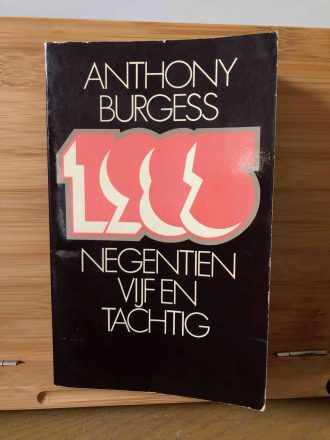 ANTHONY
BURGESS
1985
NEGENTIEN
VIJF EN
TACHTIG